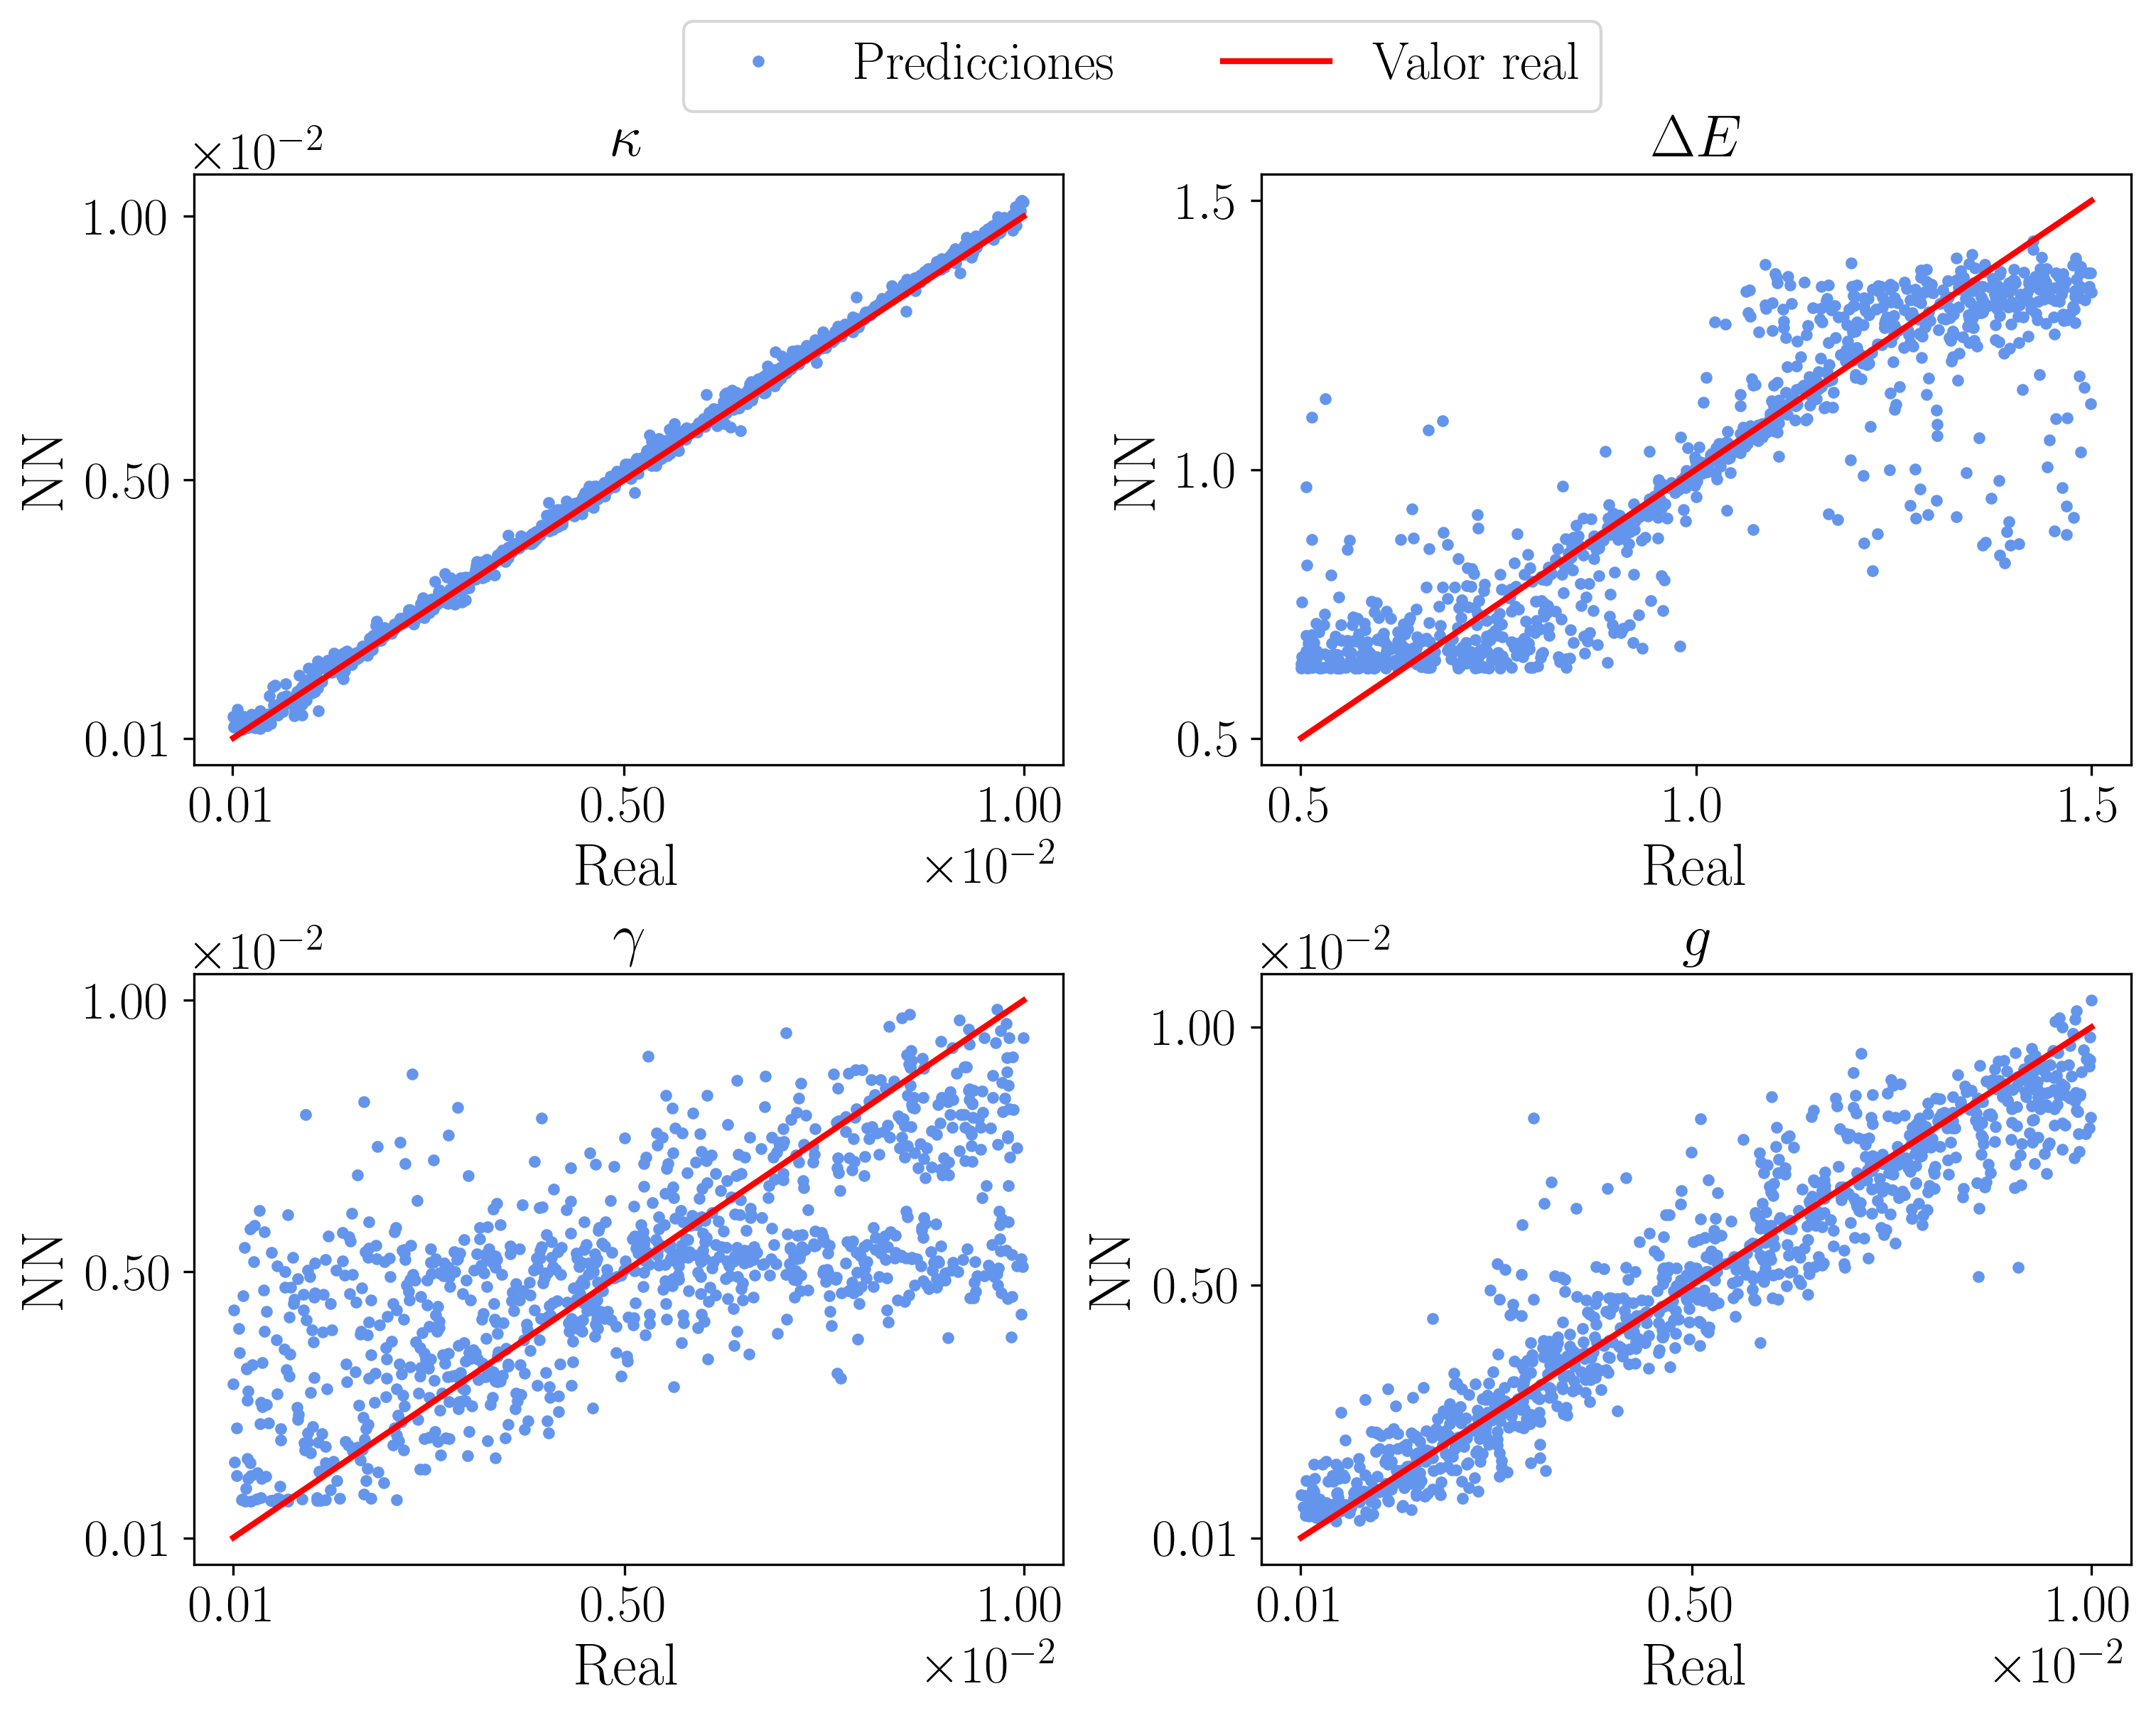 Predicciones Valor real
×10⁻² κ
NN
1.00
0.50
0.01
0.01 0.50 1.00
Real ×10⁻²
ΔE
NN
1.5
1.0
0.5
0.5 1.0 1.5
Real
×10⁻² γ
NN
1.00
0.50
0.01
0.01 0.50 1.00
Real ×10⁻²
×10⁻² g
NN
1.00
0.50
0.01
0.01 0.50 1.00
Real ×10⁻²